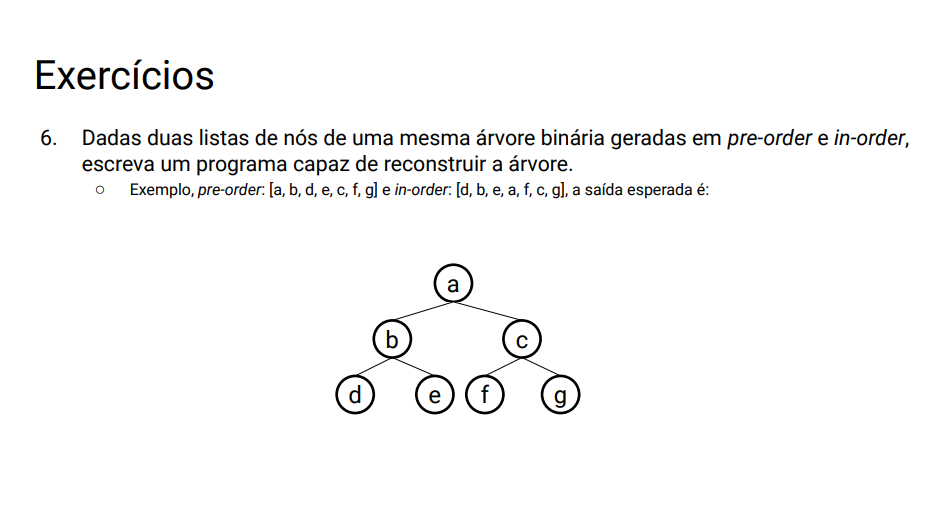 Exercícios
6. Dadas duas listas de nós de uma mesma árvore binária geradas em pre-order e in-order,
escreva um programa capaz de reconstruir a árvore.
○ Exemplo, pre-order: [a, b, d, e, c, f, g] e in-order: [d, b, e, a, f, c, g], a saída esperada é:
a
b c
d e f g